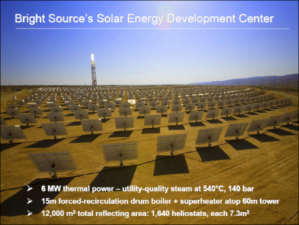 Bright Source's Solar Energy Development Center
➤ 6 MW thermal power – utility-quality steam at 540°C, 140 bar
➤ 15m forced-recirculation drum boiler + superheater atop 60m tower
➤ 12,000 m² total reflecting area: 1,640 heliostats, each 7.3m²